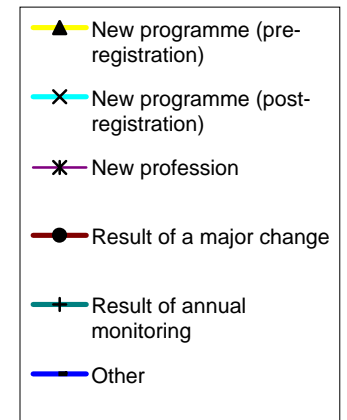 New programme (pre-
registration)
New programme (post-
registration)
New profession
Result of a major change
Result of annual
monitoring
Other